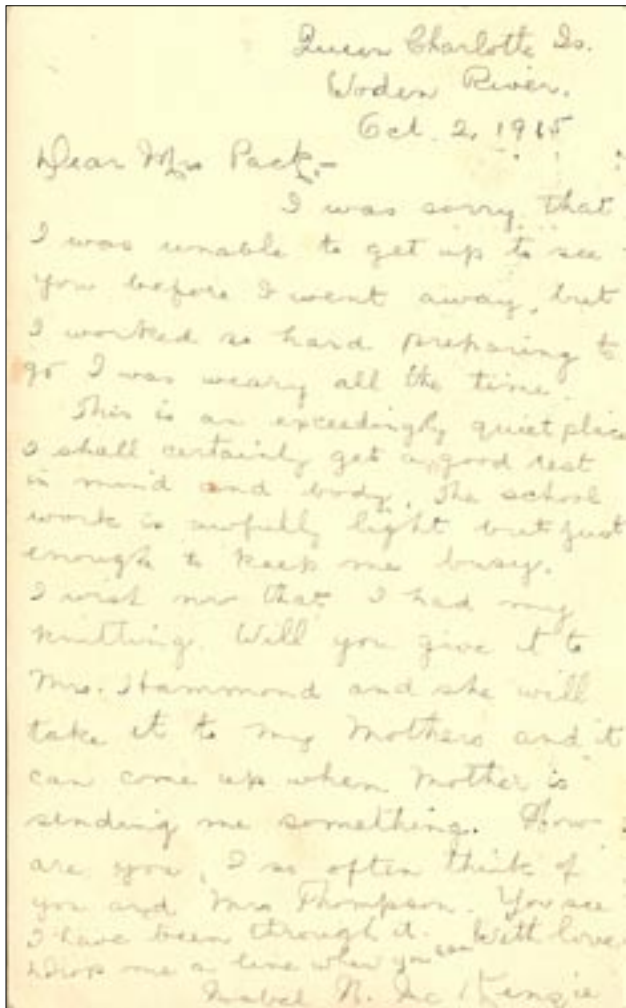 Queen Charlotte Is.
Woden River.
Oct. 2, 1915
Dear Mrs Pack,-
I was sorry that
I was unable to get up to see
you before I went away, but
I worked so hard preparing to
go I was weary all the time.
This is an exceedingly quiet place
I shall certainly get a good rest
in mind and body. The school
work is awfully light but just
enough to keep me busy.
I wish now that I had my
knitting. Will you give it to
Mrs. Hammond and she will
take it to my Mothers and it
can come up when Mother is
sending me something. How
are you, I so often think of
you and Mrs Thompson. You see
I have been through it. With love
Drop me a line when you can
Mabel N. Mc Kenzie